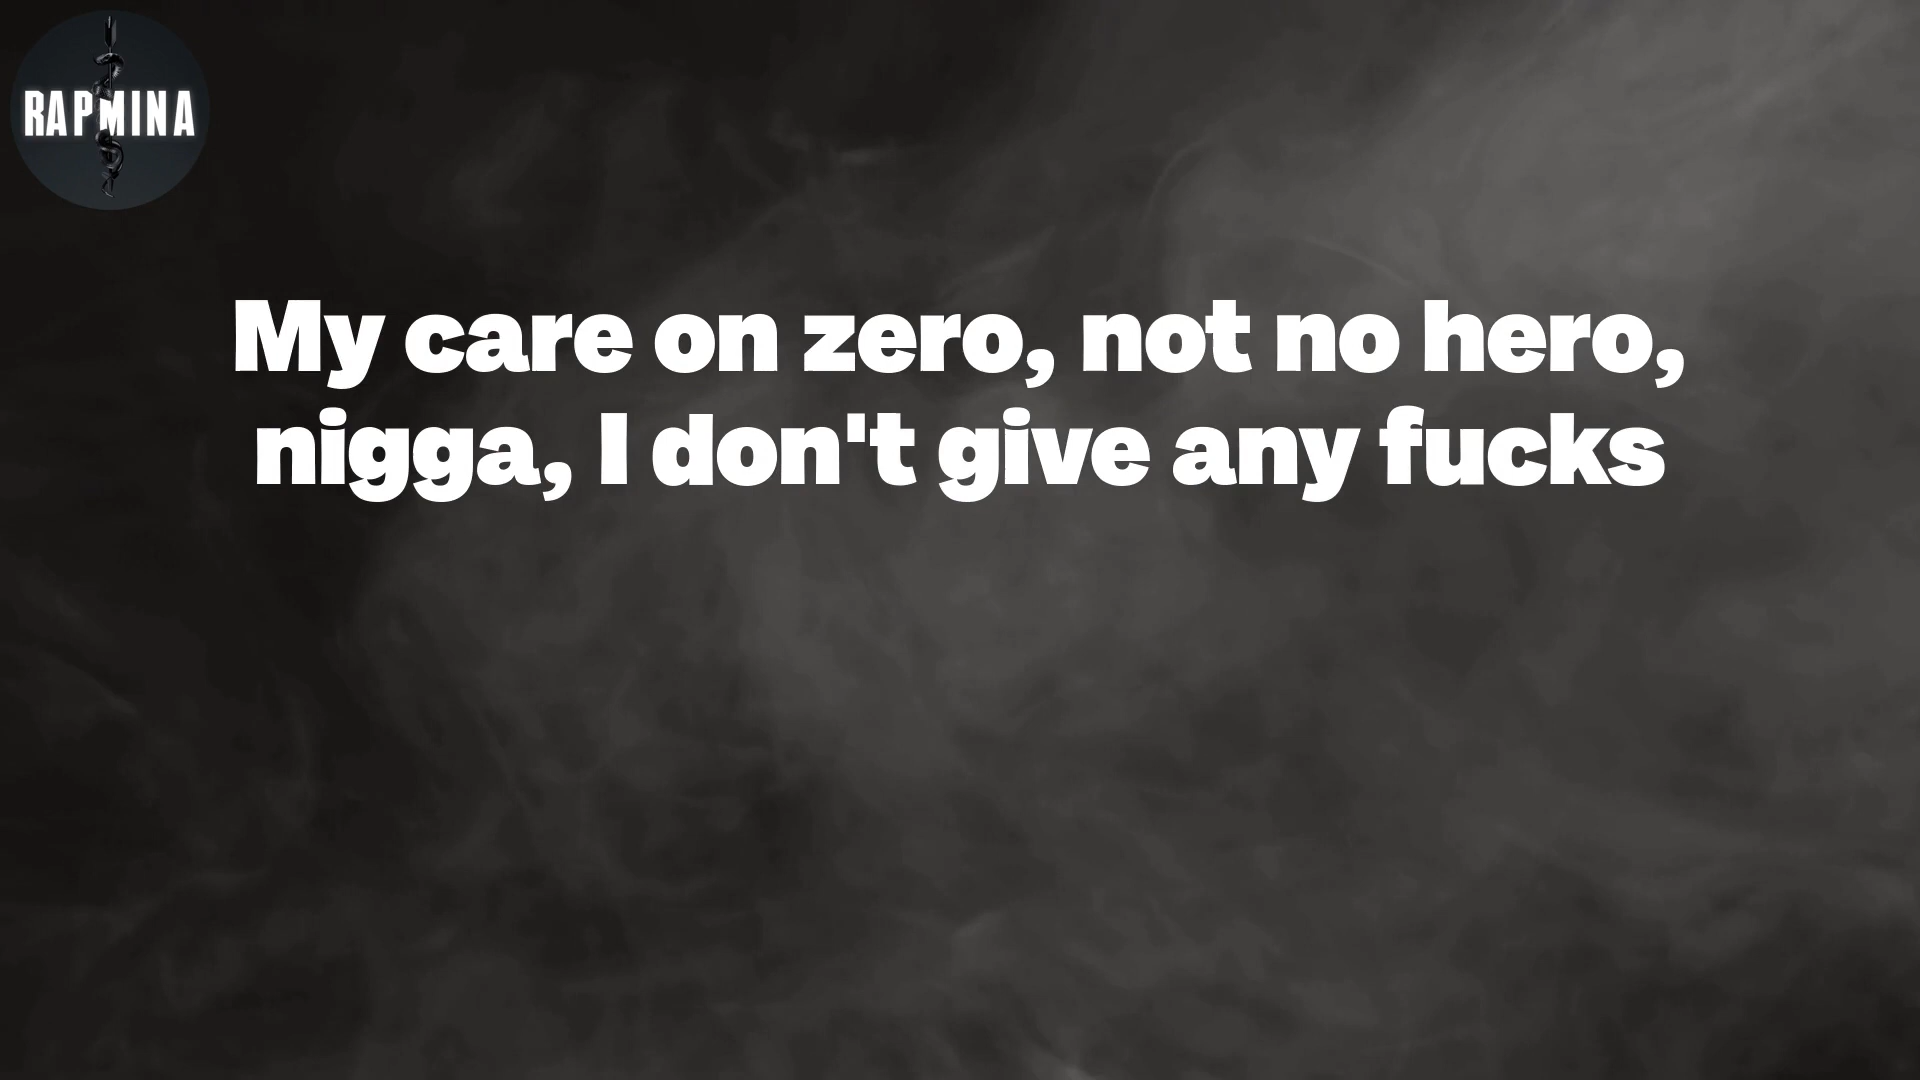 RAPMINA
My care on zero, not no hero,
nigga, I don't give any fucks